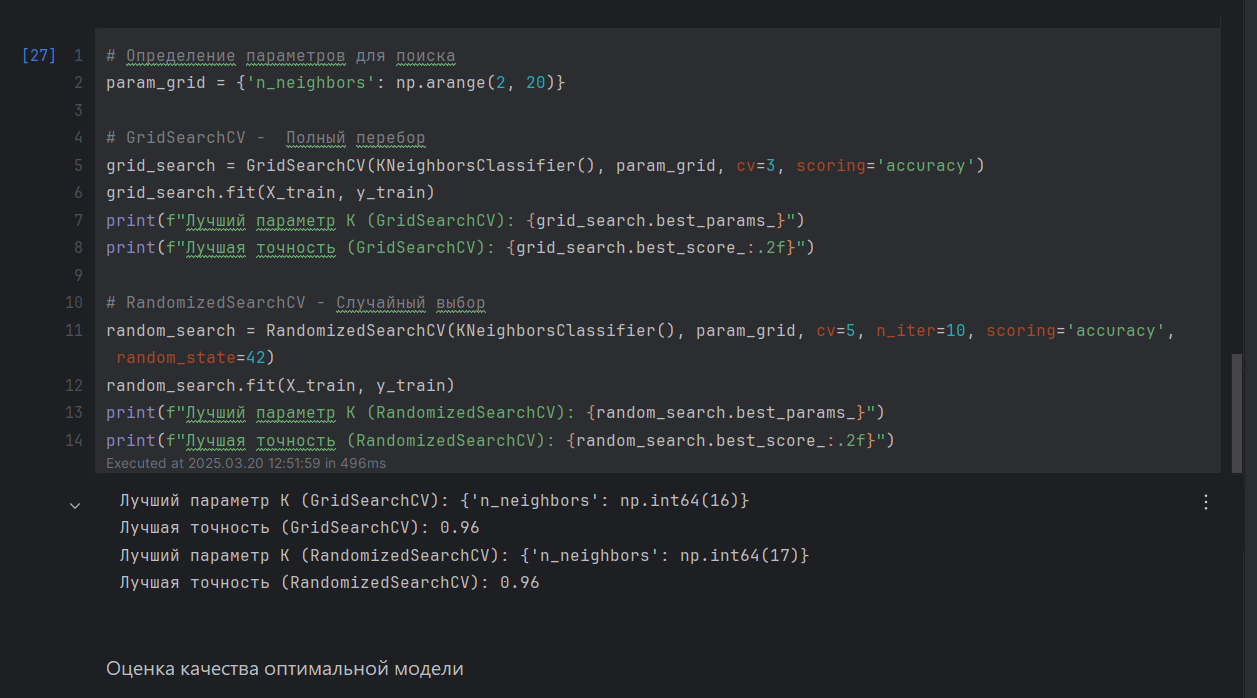 [27] 1 # Определение параметров для поиска
2 param_grid = {'n_neighbors': np.arange(2, 20)}
3
4 # GridSearchCV -  Полный перебор
5 grid_search = GridSearchCV(KNeighborsClassifier(), param_grid, cv=3, scoring='accuracy')
6 grid_search.fit(X_train, y_train)
7 print(f"Лучший параметр K (GridSearchCV): {grid_search.best_params_}")
8 print(f"Лучшая точность (GridSearchCV): {grid_search.best_score_:.2f}")
9
10 # RandomizedSearchCV - Случайный выбор
11 random_search = RandomizedSearchCV(KNeighborsClassifier(), param_grid, cv=5, n_iter=10, scoring='accuracy',
random_state=42)
12 random_search.fit(X_train, y_train)
13 print(f"Лучший параметр K (RandomizedSearchCV): {random_search.best_params_}")
14 print(f"Лучшая точность (RandomizedSearchCV): {random_search.best_score_:.2f}")
Executed at 2025.03.20 12:51:59 in 496ms
Лучший параметр K (GridSearchCV): {'n_neighbors': np.int64(16)}
Лучшая точность (GridSearchCV): 0.96
Лучший параметр K (RandomizedSearchCV): {'n_neighbors': np.int64(17)}
Лучшая точность (RandomizedSearchCV): 0.96
Оценка качества оптимальной модели